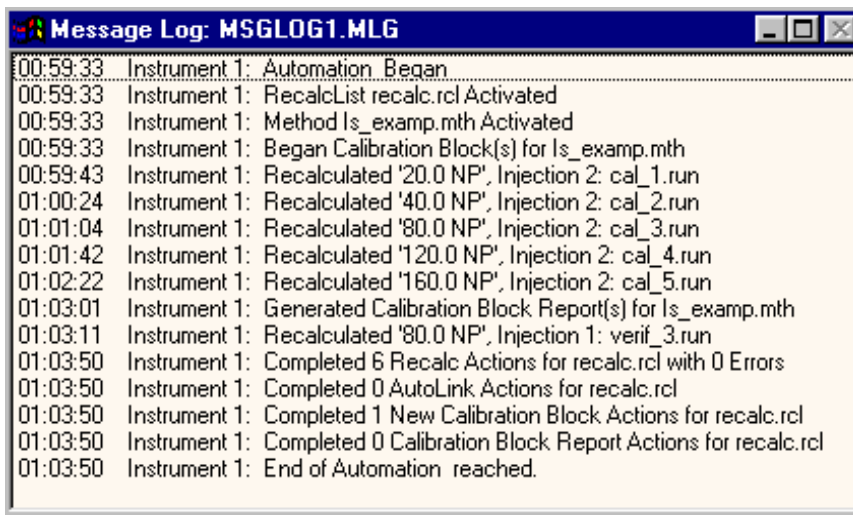 Message Log: MSGLOG1.MLG
00:59:33 Instrument 1: Automation Began
00:59:33 Instrument 1: RecalcList recalc.rcl Activated
00:59:33 Instrument 1: Method Is_examp.mth Activated
00:59:33 Instrument 1: Began Calibration Block(s) for Is_examp.mth
00:59:43 Instrument 1: Recalculated '20.0 NP', Injection 2: cal_1.run
01:00:24 Instrument 1: Recalculated '40.0 NP', Injection 2: cal_2.run
01:01:04 Instrument 1: Recalculated '80.0 NP', Injection 2: cal_3.run
01:01:42 Instrument 1: Recalculated '120.0 NP', Injection 2: cal_4.run
01:02:22 Instrument 1: Recalculated '160.0 NP', Injection 2: cal_5.run
01:03:01 Instrument 1: Generated Calibration Block Report(s) for Is_examp.mth
01:03:11 Instrument 1: Recalculated '80.0 NP', Injection 1: verif_3.run
01:03:50 Instrument 1: Completed 6 Recalc Actions for recalc.rcl with 0 Errors
01:03:50 Instrument 1: Completed 0 AutoLink Actions for recalc.rcl
01:03:50 Instrument 1: Completed 1 New Calibration Block Actions for recalc.rcl
01:03:50 Instrument 1: Completed 0 Calibration Block Report Actions for recalc.rcl
01:03:50 Instrument 1: End of Automation reached.